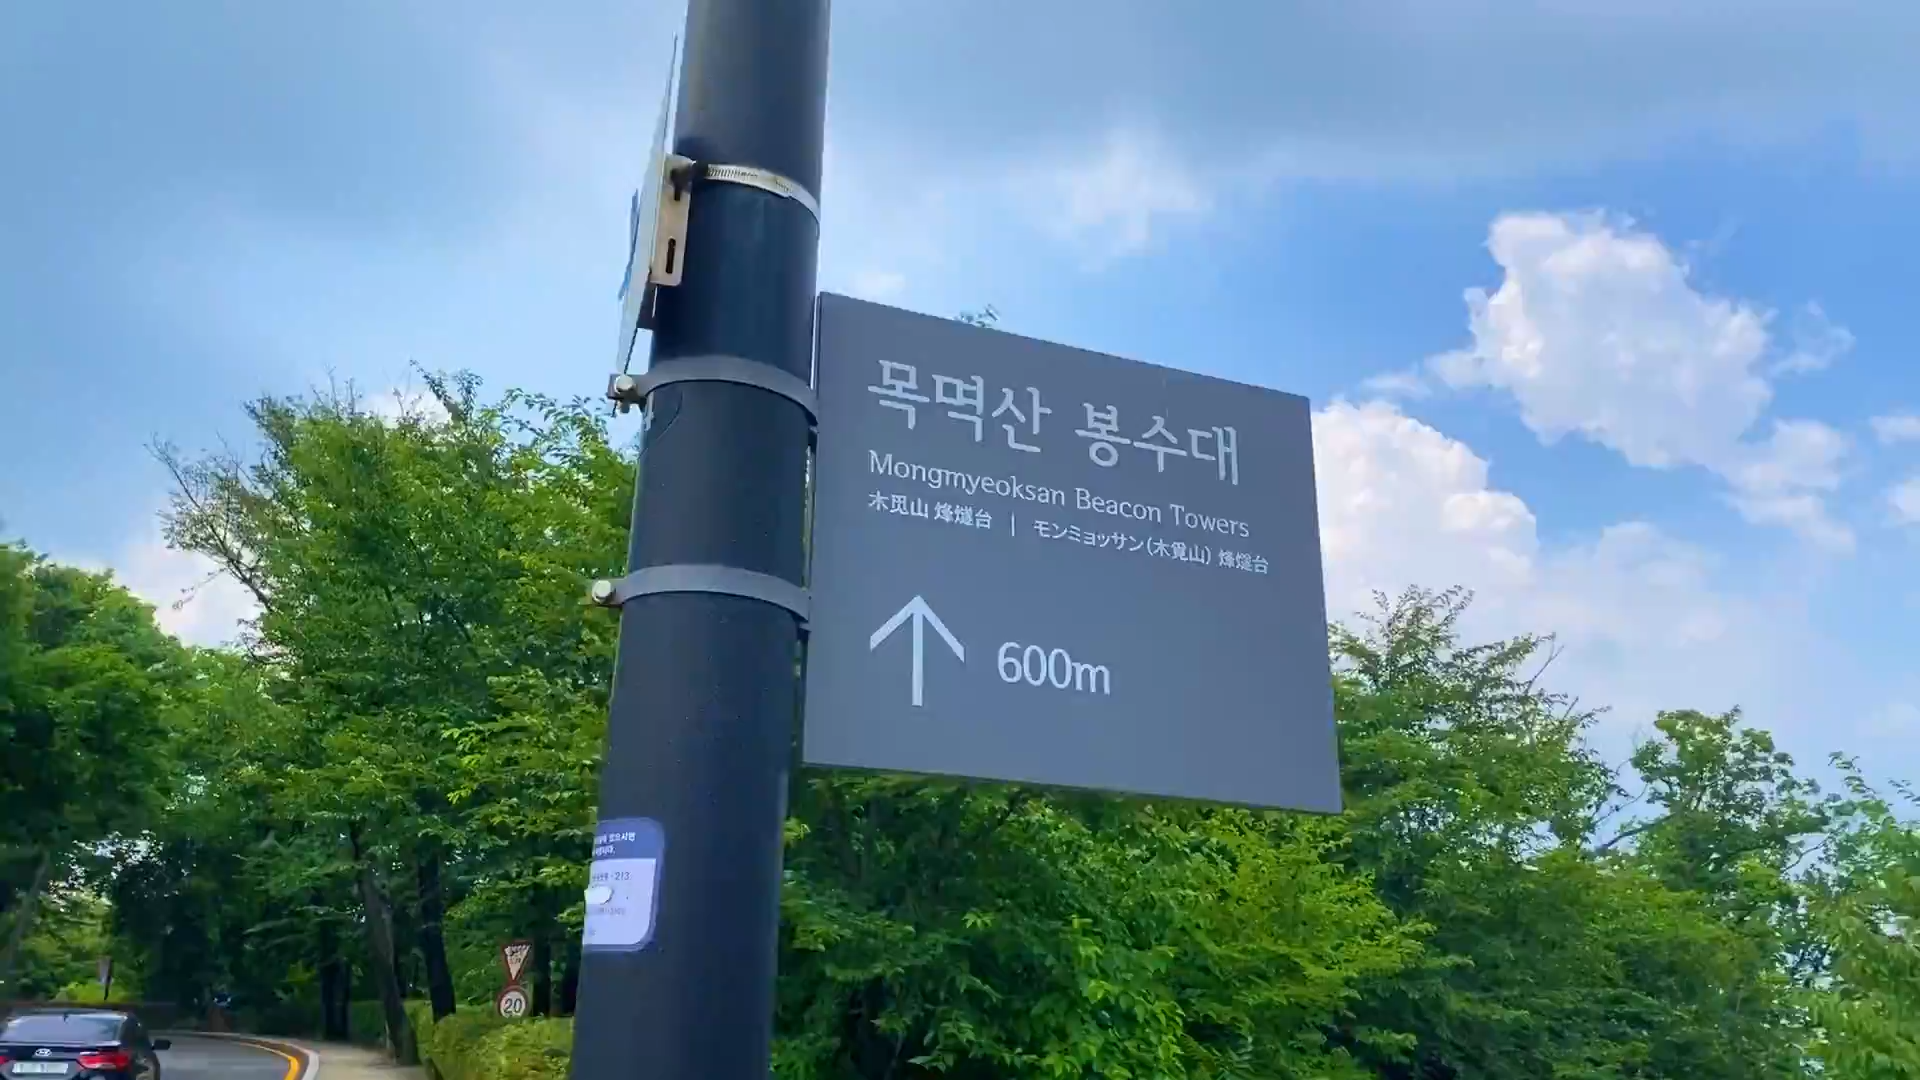 목멱산 봉수대
Mongmyeoksan Beacon Towers
木觅山 烽燧台 | モンミョッサン(木覓山) 烽燧台
↑ 600m
20